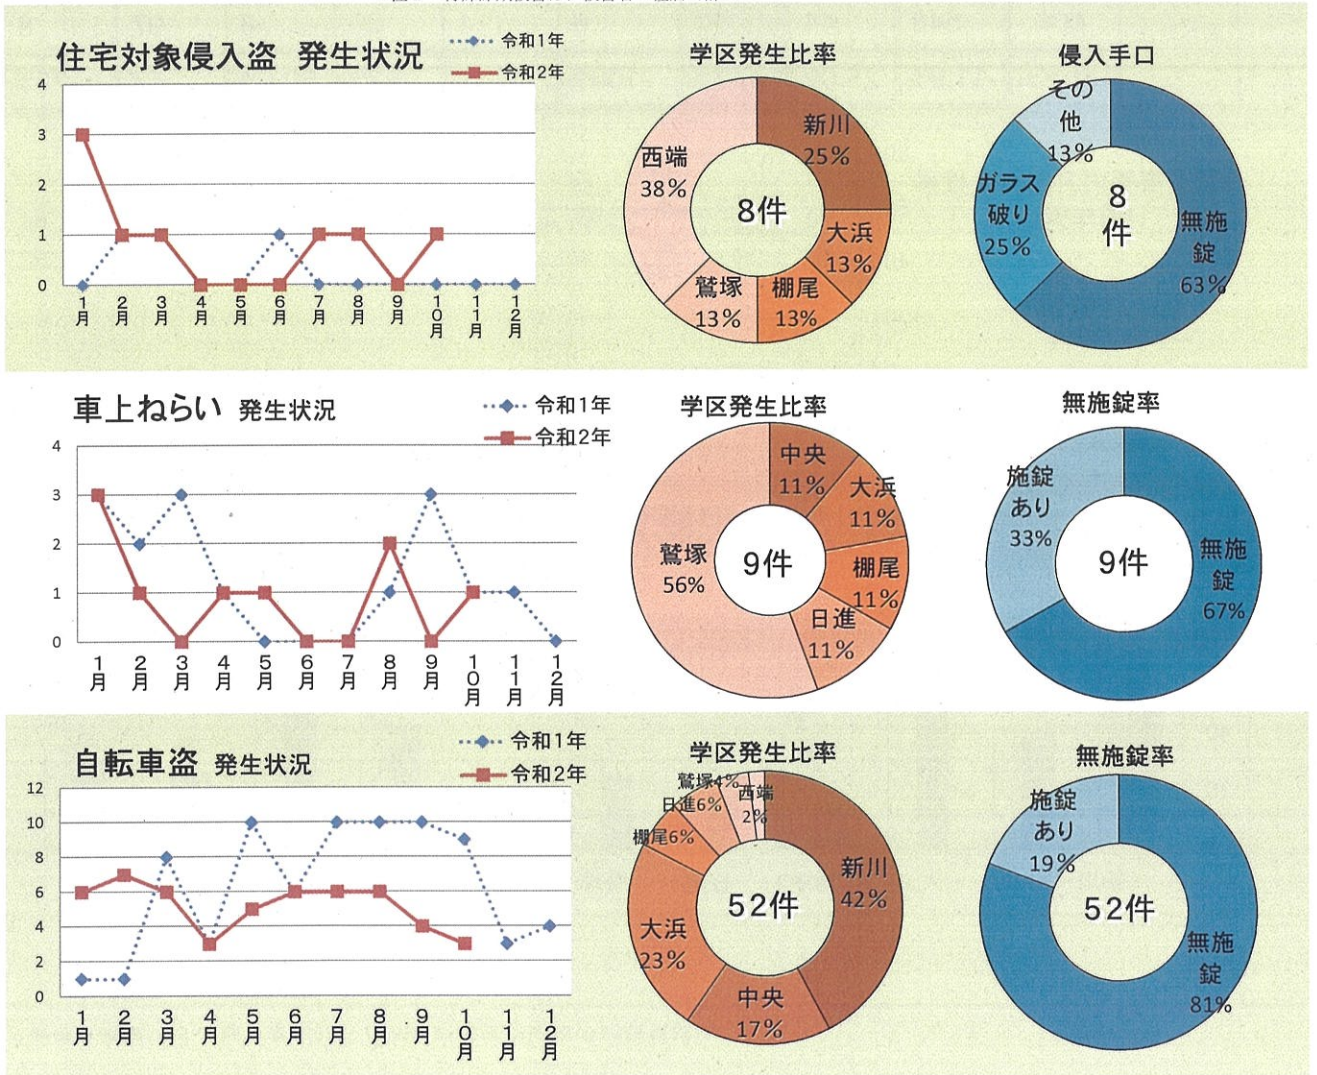 住宅対象侵入盗 発生状況
令和1年
令和2年
4
3
2
1
0
1月
2月
3月
4月
5月
6月
7月
8月
9月
10月
11月
12月
学区発生比率
新川
25%
大浜
13%
棚尾
13%
鷲塚
13%
西端
38%
8件
侵入手口
その
他
13%
ガラス
破り
25%
無施
錠
63%
8
件
車上ねらい 発生状況
令和1年
令和2年
4
3
2
1
0
1月
2月
3月
4月
5月
6月
7月
8月
9月
10月
11月
12月
学区発生比率
中央
11%
大浜
11%
棚尾
11%
日進
11%
鷲塚
56%
9件
無施錠率
施錠
あり
33%
無施
錠
67%
9件
自転車盗 発生状況
令和1年
令和2年
12
10
8
6
4
2
0
1月
2月
3月
4月
5月
6月
7月
8月
9月
10月
11月
12月
学区発生比率
新川
42%
中央
17%
大浜
23%
棚尾6%
日進6%
鷲塚4%
西端
2%
52件
無施錠率
施錠
あり
19%
無施
錠
81%
52件